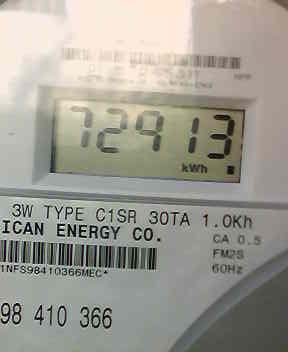 72913
kWh
3W TYPE C1SR 30TA 1.0Kh
ICAN ENERGY CO.
CA 0.5
FM2S
60Hz
1NFS98410366MEC*
98 410 366